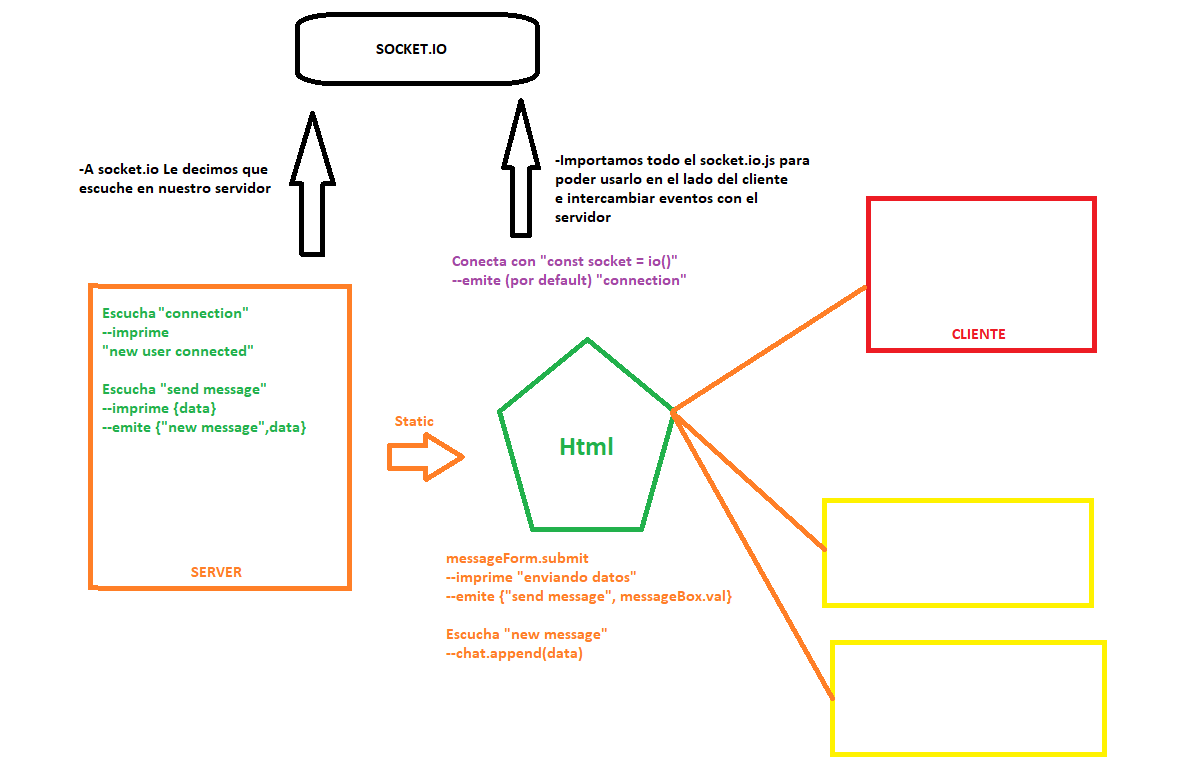 SOCKET.IO
-A socket.io Le decimos que
escuche en nuestro servidor
-Importamos todo el socket.io.js para
poder usarlo en el lado del cliente
e intercambiar eventos con el
servidor
Conecta con "const socket = io()"
--emite (por default) "connection"
Escucha "connection"
--imprime
"new user connected"
Escucha "send message"
--imprime {data}
--emite {"new message",data}
SERVER
Static
Html
messageForm.submit
--imprime "enviando datos"
--emite {"send message", messageBox.val}
Escucha "new message"
--chat.append(data)
CLIENTE